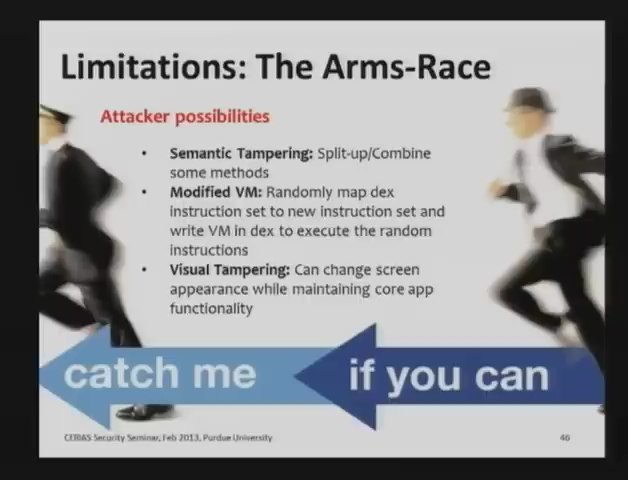 Limitations: The Arms-Race
Attacker possibilities
• Semantic Tampering: Split-up/Combine
some methods
• Modified VM: Randomly map dex
instruction set to new instruction set and
write VM in dex to execute the random
instructions
• Visual Tampering: Can change screen
appearance while maintaining core app
functionality
catch me if you can
CERIAS Security Seminar, Feb 2013, Purdue University 46